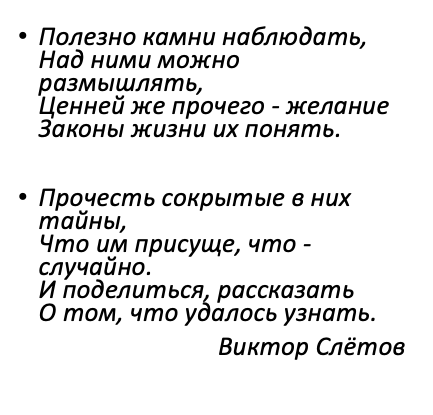 • Полезно камни наблюдать,
Над ними можно
размышлять,
Ценней же прочего - желание
Законы жизни их понять.
• Прочесть сокрытые в них
тайны,
Что им присуще, что -
случайно.
И поделиться, рассказать
О том, что удалось узнать.
Виктор Слётов